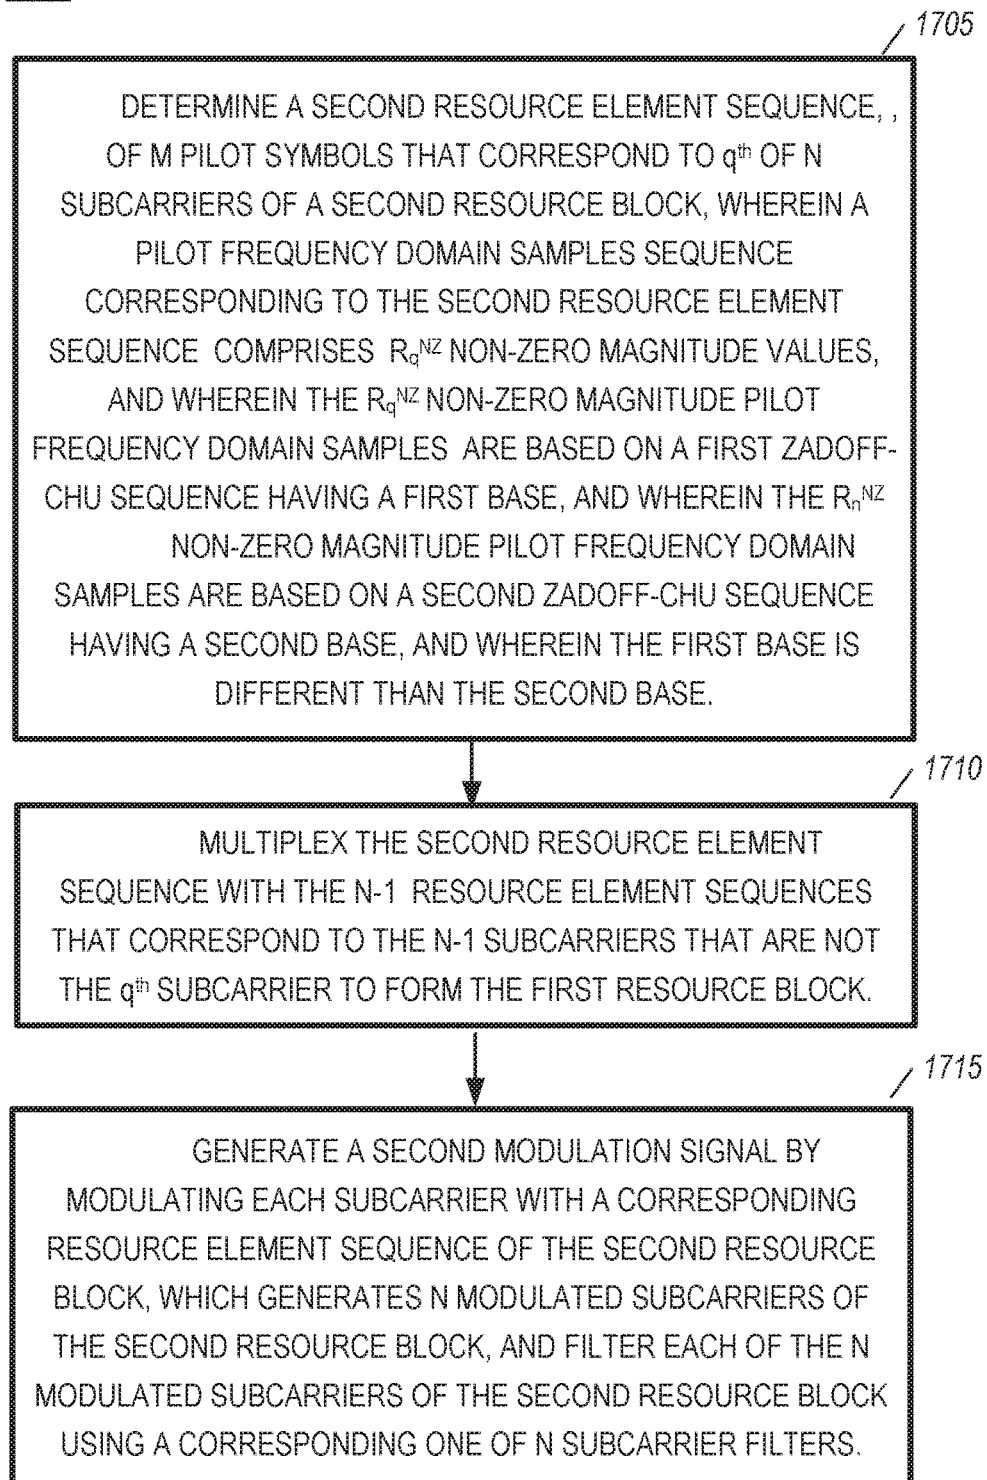 1705
DETERMINE A SECOND RESOURCE ELEMENT SEQUENCE, ,
OF M PILOT SYMBOLS THAT CORRESPOND TO qth OF N
SUBCARRIERS OF A SECOND RESOURCE BLOCK, WHEREIN A
PILOT FREQUENCY DOMAIN SAMPLES SEQUENCE
CORRESPONDING TO THE SECOND RESOURCE ELEMENT
SEQUENCE COMPRISES RqNZ NON-ZERO MAGNITUDE VALUES,
AND WHEREIN THE RqNZ NON-ZERO MAGNITUDE PILOT
FREQUENCY DOMAIN SAMPLES ARE BASED ON A FIRST ZADOFF-
CHU SEQUENCE HAVING A FIRST BASE, AND WHEREIN THE RnNZ
NON-ZERO MAGNITUDE PILOT FREQUENCY DOMAIN
SAMPLES ARE BASED ON A SECOND ZADOFF-CHU SEQUENCE
HAVING A SECOND BASE, AND WHEREIN THE FIRST BASE IS
DIFFERENT THAN THE SECOND BASE.
1710
MULTIPLEX THE SECOND RESOURCE ELEMENT
SEQUENCE WITH THE N-1 RESOURCE ELEMENT SEQUENCES
THAT CORRESPOND TO THE N-1 SUBCARRIERS THAT ARE NOT
THE qth SUBCARRIER TO FORM THE FIRST RESOURCE BLOCK.
1715
GENERATE A SECOND MODULATION SIGNAL BY
MODULATING EACH SUBCARRIER WITH A CORRESPONDING
RESOURCE ELEMENT SEQUENCE OF THE SECOND RESOURCE
BLOCK, WHICH GENERATES N MODULATED SUBCARRIERS OF
THE SECOND RESOURCE BLOCK, AND FILTER EACH OF THE N
MODULATED SUBCARRIERS OF THE SECOND RESOURCE BLOCK
USING A CORRESPONDING ONE OF N SUBCARRIER FILTERS.